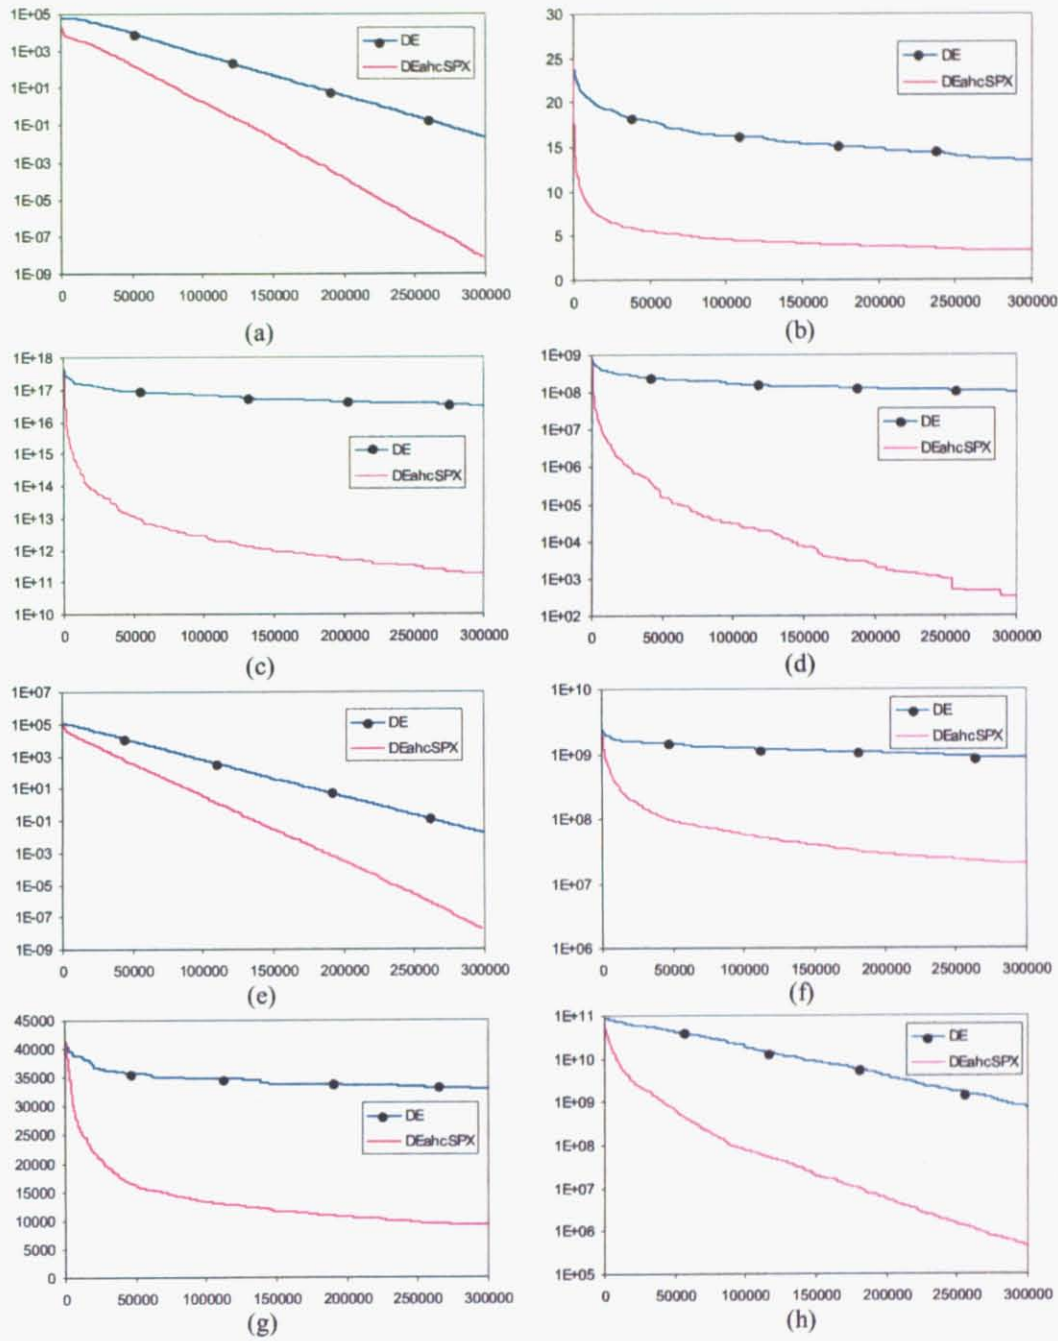 1E+05
1E+03
1E+01
1E-01
1E-03
1E-05
1E-07
1E-09
0 50000 100000 150000 200000 250000 300000
DE
DEahcSPX
(a)
30
25
20
15
10
5
0
0 50000 100000 150000 200000 250000 300000
DE
DEahcSPX
(b)
1E+18
1E+17
1E+16
1E+15
1E+14
1E+13
1E+12
1E+11
1E+10
0 50000 100000 150000 200000 250000 300000
DE
DEahcSPX
(c)
1E+09
1E+08
1E+07
1E+06
1E+05
1E+04
1E+03
1E+02
0 50000 100000 150000 200000 250000 300000
DE
DEahcSPX
(d)
1E+07
1E+05
1E+03
1E+01
1E-01
1E-03
1E-05
1E-07
1E-09
0 50000 100000 150000 200000 250000 300000
DE
DEahcSPX
(e)
1E+10
1E+09
1E+08
1E+07
1E+06
0 50000 100000 150000 200000 250000 300000
DE
DEahcSPX
(f)
45000
40000
35000
30000
25000
20000
15000
10000
5000
0
0 50000 100000 150000 200000 250000 300000
DE
DEahcSPX
(g)
1E+11
1E+10
1E+09
1E+08
1E+07
1E+06
1E+05
0 50000 100000 150000 200000 250000 300000
DE
DEahcSPX
(h)